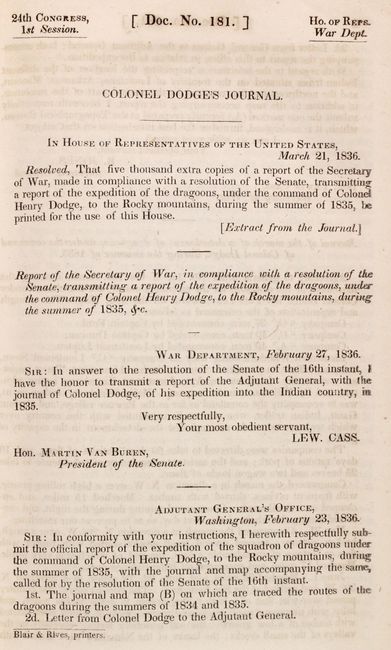 24th Congress,
1st Session.
[ Doc. No. 181. ]
Ho. of Reps.
War Dept.
COLONEL DODGE'S JOURNAL.
In House of Representatives of the United States,
March 21, 1836.
Resolved, That five thousand extra copies of a report of the Secretary
of War, made in compliance with a resolution of the Senate, transmitting
a report of the expedition of the dragoons, under the command of Colonel
Henry Dodge, to the Rocky mountains, during the summer of 1835, be
printed for the use of this House.
[Extract from the Journal.]
Report of the Secretary of War, in compliance with a resolution of the
Senate, transmitting a report of the expedition of the dragoons, under
the command of Colonel Henry Dodge, to the Rocky mountains, during
the summer of 1835, &c.
War Department, February 27, 1836.
Sir: In answer to the resolution of the Senate of the 16th instant, I
have the honor to transmit a report of the Adjutant General, with the
journal of Colonel Dodge, of his expedition into the Indian country, in
1835.
Very respectfully,
Your most obedient servant,
LEW. CASS.
Hon. Martin Van Buren,
President of the Senate.
Adjutant General's Office,
Washington, February 23, 1836.
Sir: In conformity with your instructions, I herewith respectfully sub-
mit the official report of the expedition of the squadron of dragoons under
the command of Colonel Henry Dodge, to the Rocky mountains, during
the summer of 1835, with the journal and map accompanying the same,
called for by the resolution of the Senate of the 16th instant.
1st. The journal and map (B) on which are traced the routes of the
dragoons during the summers of 1834 and 1835.
2d. Letter from Colonel Dodge to the Adjutant General.
Blair & Rives, printers.